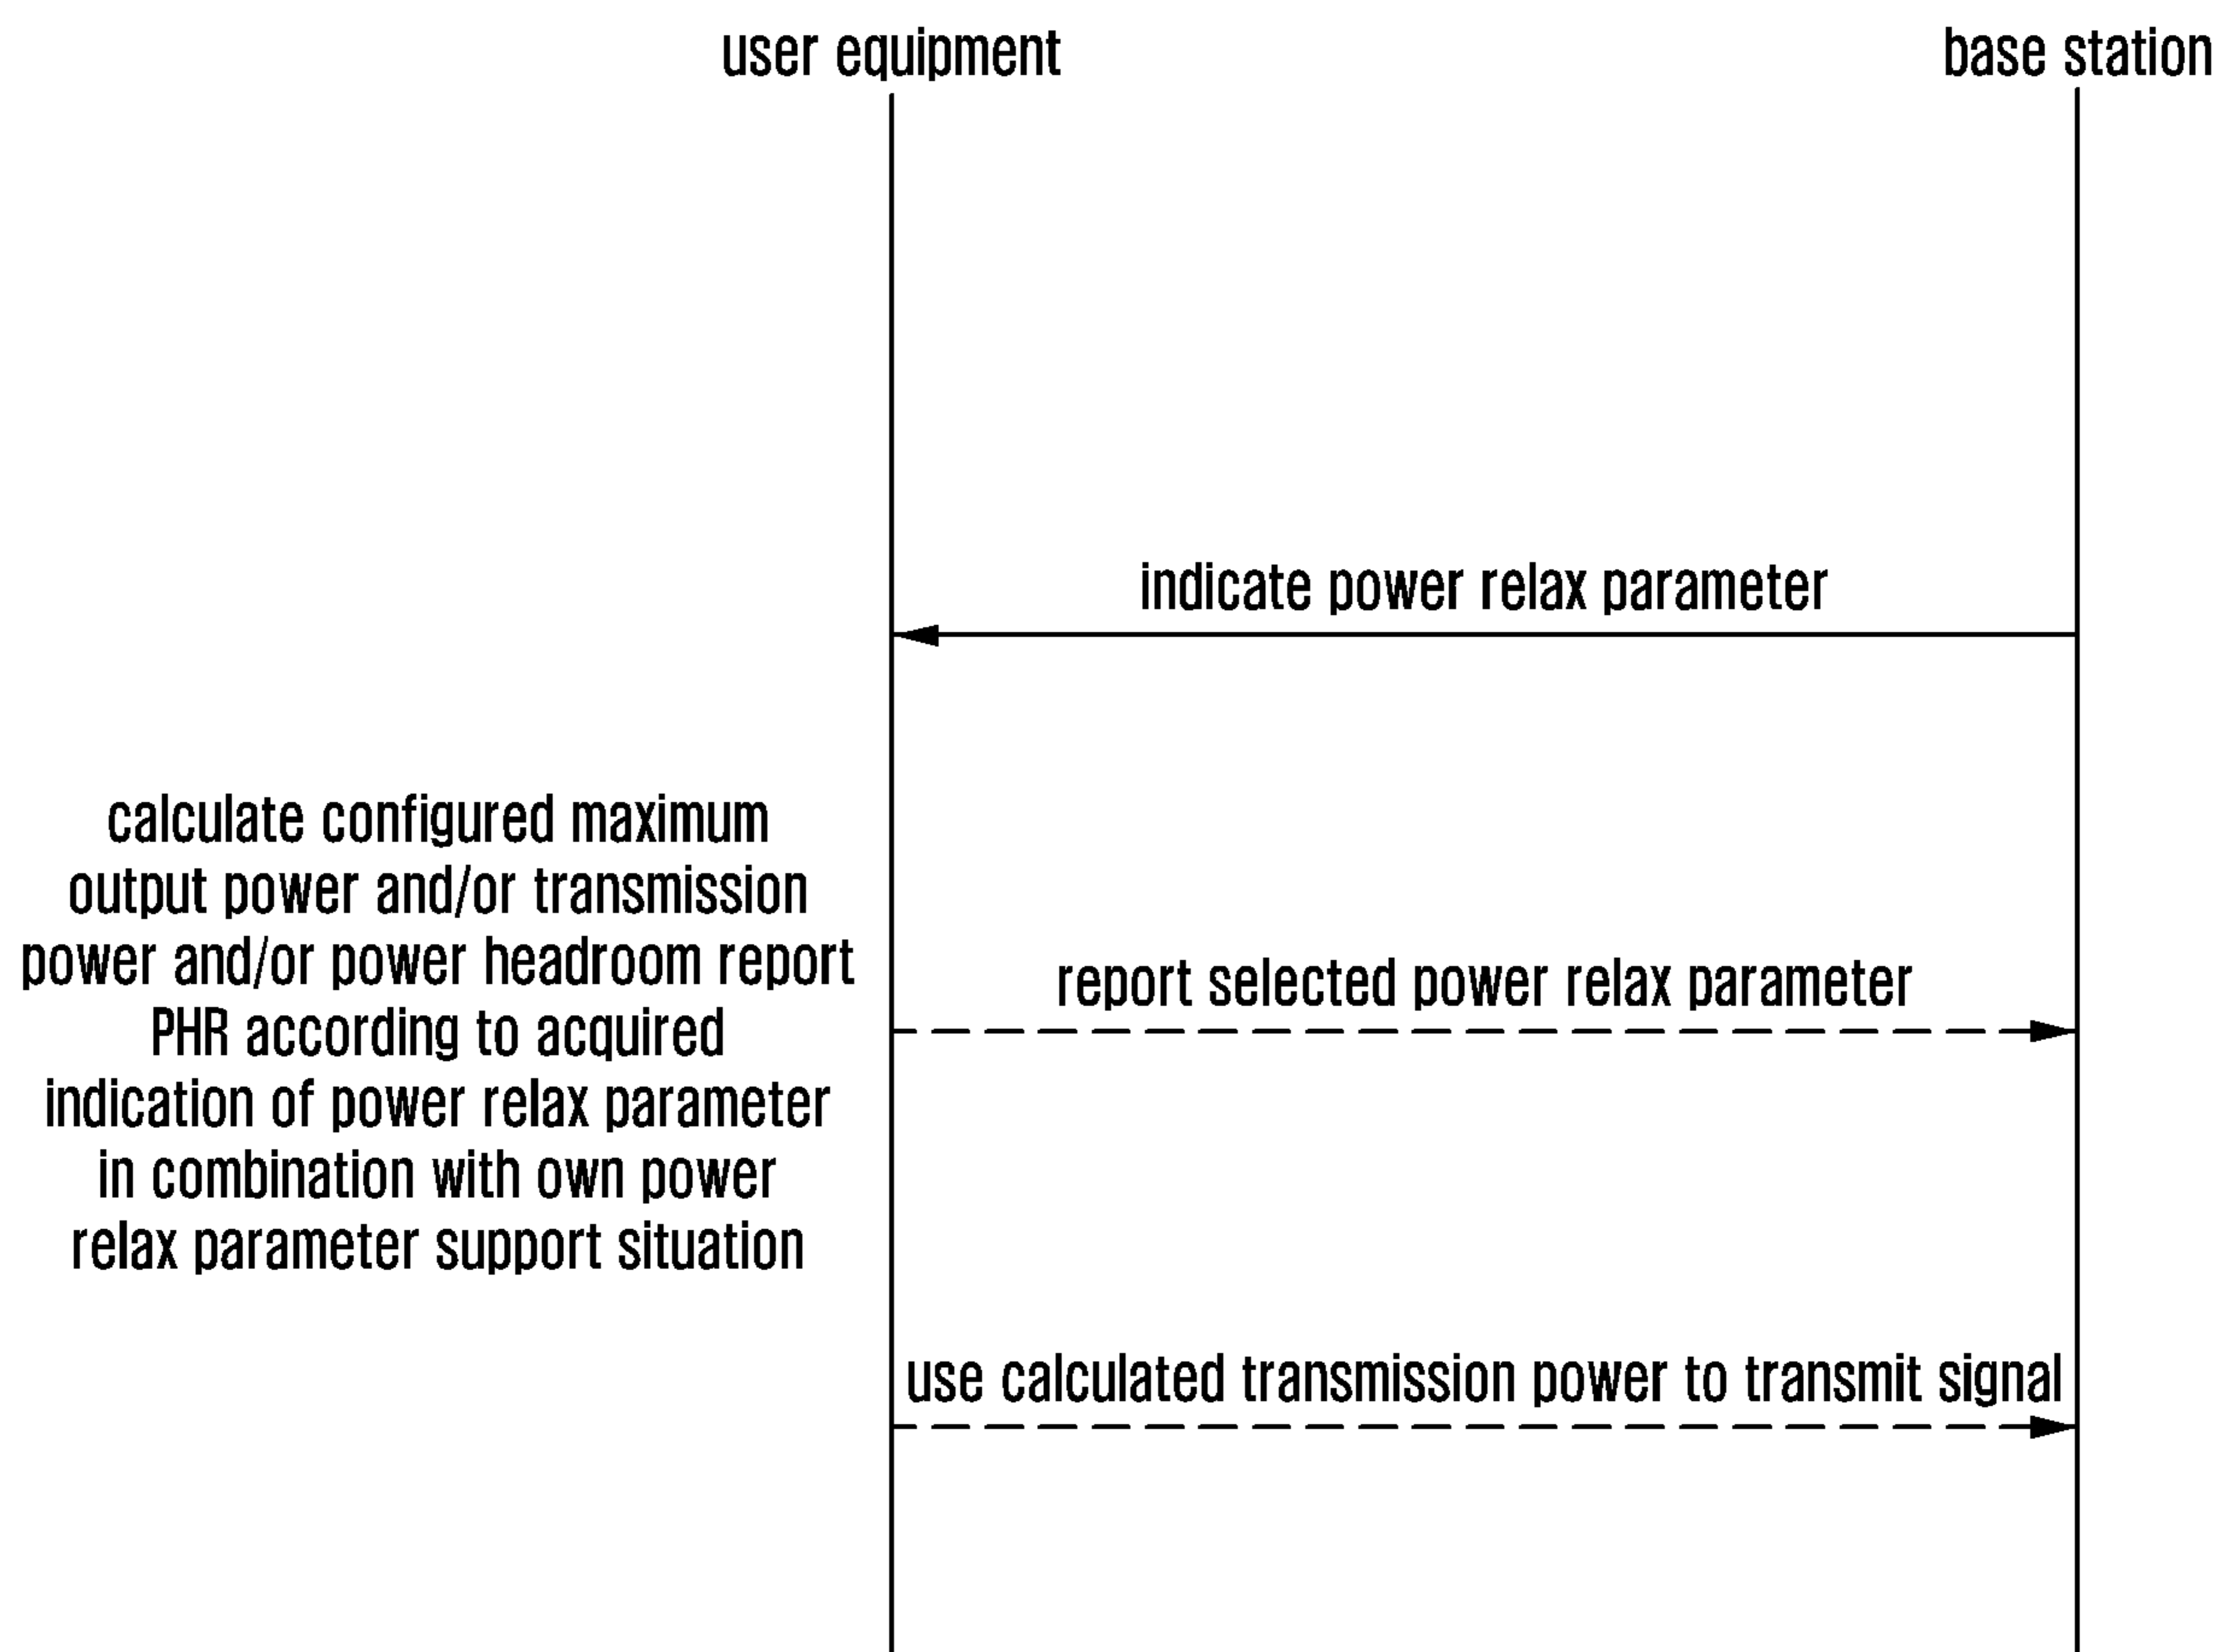 user equipment
base station
indicate power relax parameter
calculate configured maximum
output power and/or transmission
power and/or power headroom report
PHR according to acquired
indication of power relax parameter
in combination with own power
relax parameter support situation
report selected power relax parameter
use calculated transmission power to transmit signal